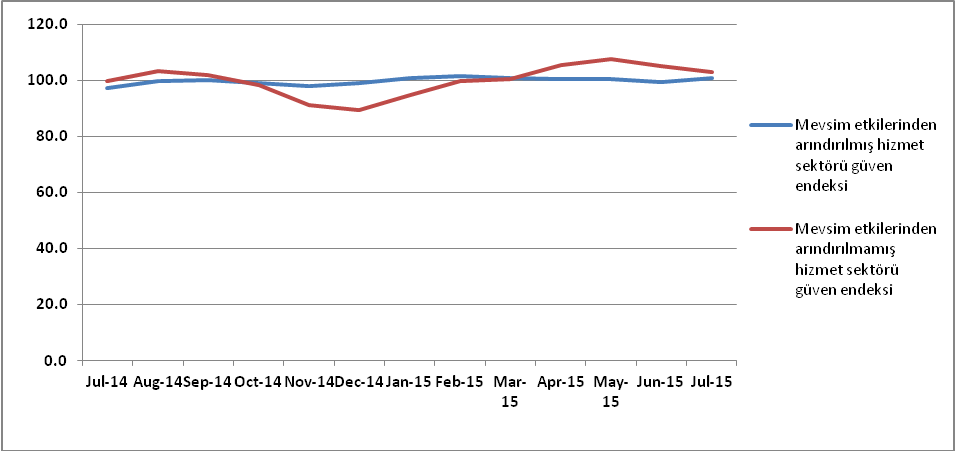 120.0
100.0
80.0
60.0
40.0
20.0
0.0
Jul-14 Aug-14 Sep-14 Oct-14 Nov-14 Dec-14 Jan-15 Feb-15 Mar- Apr-15 May- Jun-15 Jul-15
15 15
Mevsim etkilerinden
arındırılmış hizmet
sektörü güven
endeksi
Mevsim etkilerinden
arındırılmamış
hizmet sektörü
güven endeksi